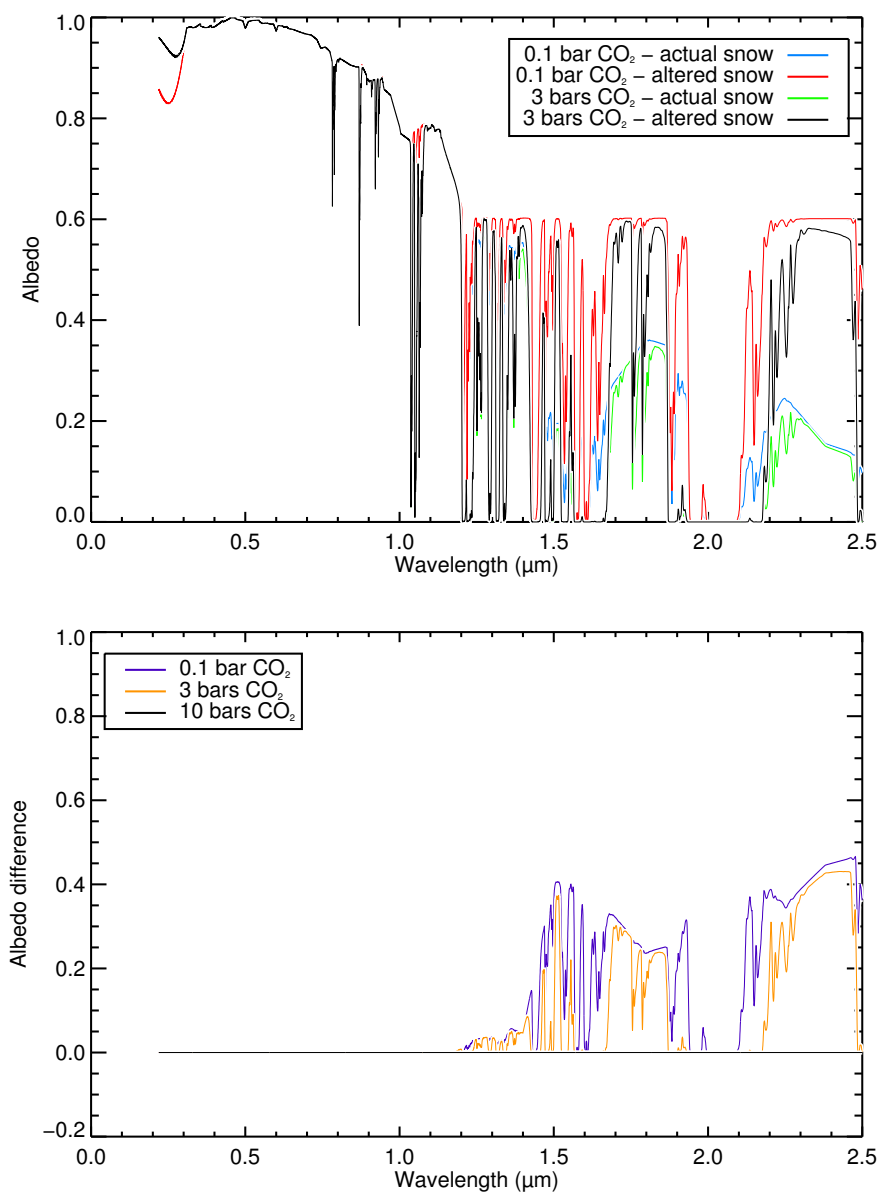 1.0
0.8
0.6
0.4
0.2
0.0
Albedo
0.1 bar CO₂ – actual snow
0.1 bar CO₂ – altered snow
3 bars CO₂ – actual snow
3 bars CO₂ – altered snow
0.0 0.5 1.0 1.5 2.0 2.5
Wavelength (μm)
1.0
0.8
0.6
0.4
0.2
0.0
−0.2
Albedo difference
0.1 bar CO₂
3 bars CO₂
10 bars CO₂
0.0 0.5 1.0 1.5 2.0 2.5
Wavelength (μm)